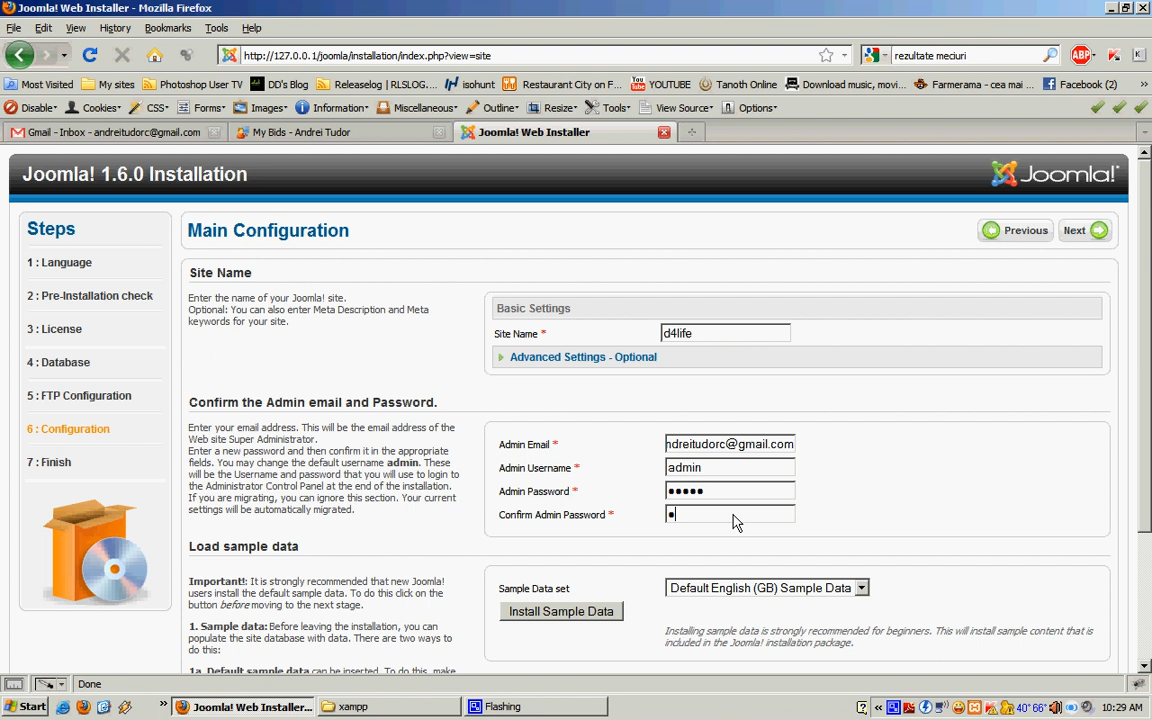 Joomla! Web Installer - Mozilla Firefox
File Edit View History Bookmarks Tools Help
http://127.0.0.1/joomla/installation/index.php?view=site
rezultate meciuri
ABP
Most Visited My sites Photoshop User TV DD's Blog Releaselog | RLSLOG.... isohunt Restaurant City on F... YOUTUBE Tanoth Online Download music, movi... Farmerama - cea mai ... Facebook (2)
Disable Cookies CSS Forms Images Information Miscellaneous Outline Resize Tools View Source Options
Gmail - Inbox - andreitudorc@gmail.com
My Bids - Andrei Tudor
Joomla! Web Installer
Joomla! 1.6.0 Installation
Joomla!
Steps
1 : Language
2 : Pre-Installation check
3 : License
4 : Database
5 : FTP Configuration
6 : Configuration
7 : Finish
Main Configuration
Previous
Next
Site Name
Enter the name of your Joomla! site.
Optional: You can also enter Meta Description and Meta
keywords for your site.
Basic Settings
Site Name * d4life
Advanced Settings - Optional
Confirm the Admin email and Password.
Enter your email address. This will be the email address of the
Web site Super Administrator.
Enter a new password and then confirm it in the appropriate
fields. You may change the default username admin. These
will be the Username and password that you will use to login to
the Administrator Control Panel at the end of the installation.
If you are migrating, you can ignore this section. Your current
settings will be automatically migrated.
Admin Email * ndreitudorc@gmail.com
Admin Username * admin
Admin Password * •••••
Confirm Admin Password * •
Load sample data
Important!: It is strongly recommended that new Joomla!
users install the default sample data. To do this click on the
button before moving to the next stage.
1. Sample data: Before leaving the installation, you can
populate the site database with data. There are two ways to
do this:
1a. Default sample data can be inserted. To do this, make
Sample Data set Default English (GB) Sample Data
Install Sample Data
Installing sample data is strongly recommended for beginners. This will install sample content that is
included in the Joomla! installation package.
Done
Start
Joomla! Web Installer...
xampp
Flashing
40° 66°
10:29 AM